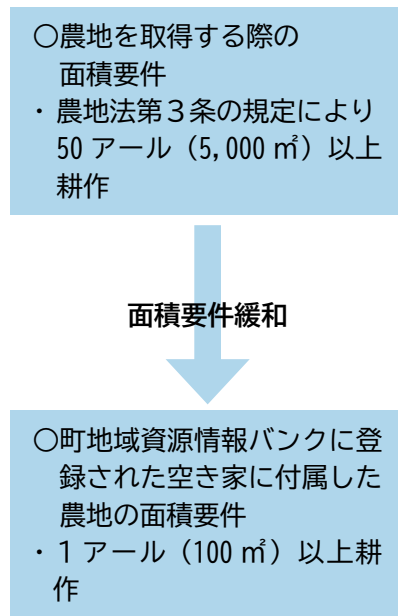 〇農地を取得する際の
面積要件
・農地法第３条の規定により
50 アール（5,000 ㎡）以上
耕作
面積要件緩和
〇町地域資源情報バンクに登
録された空き家に付属した
農地の面積要件
・１アール（100 ㎡）以上耕
作